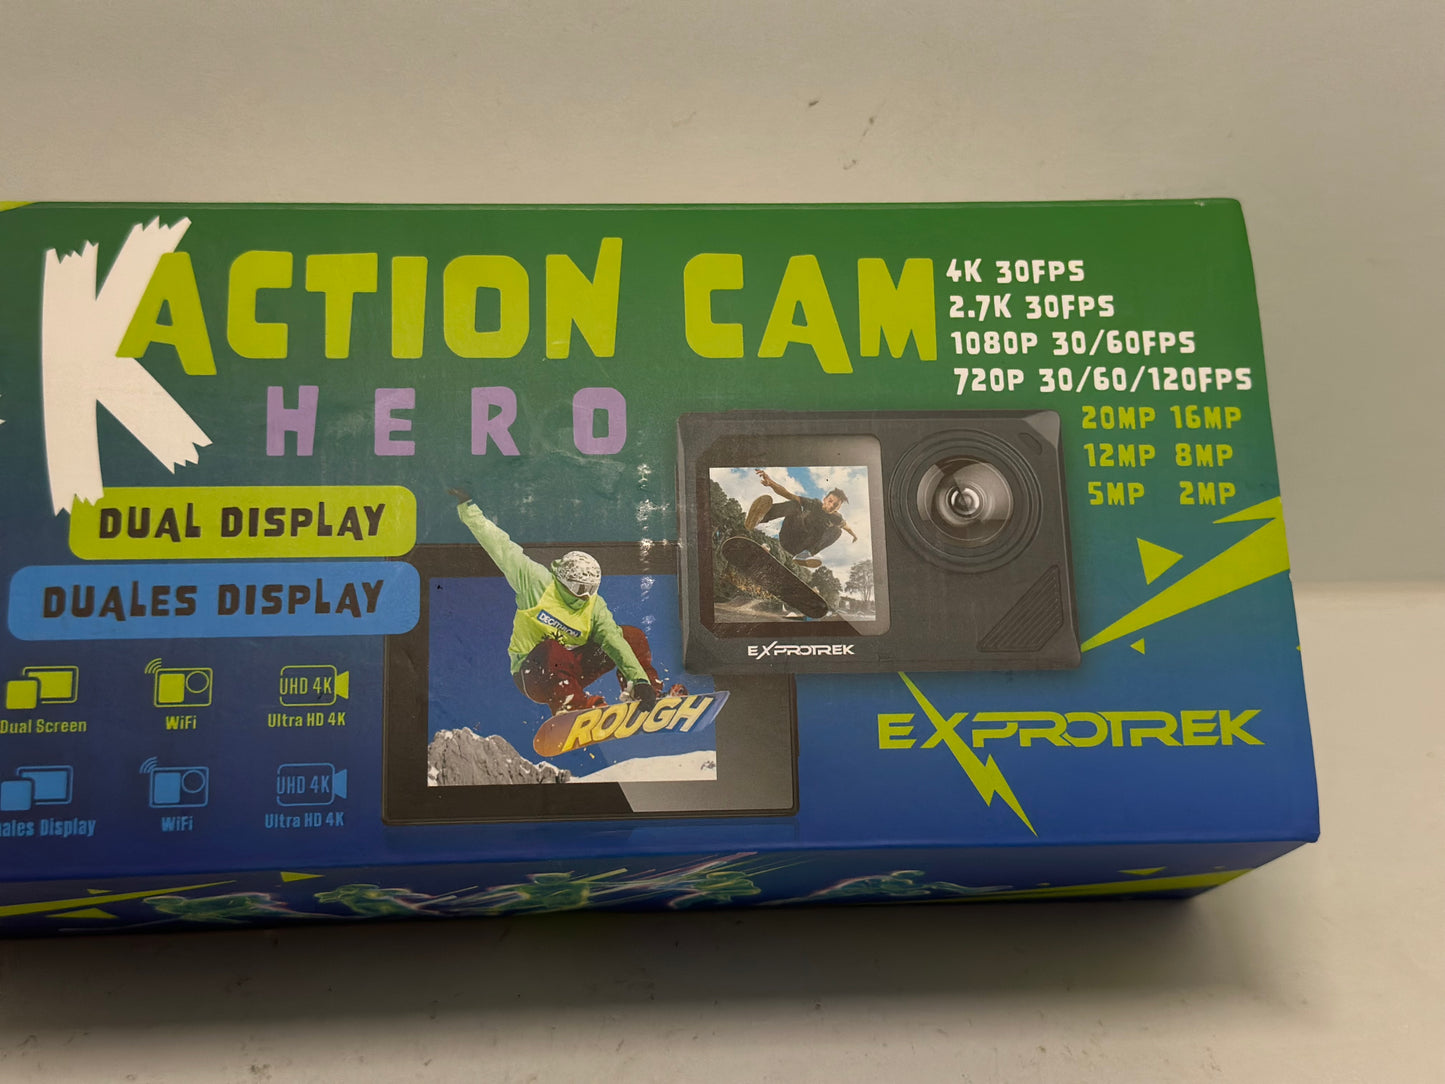 K ACTION CAM
HERO
4K 30FPS
2.7K 30FPS
1080P 30/60FPS
720P 30/60/120FPS
20MP 16MP
12MP 8MP
5MP 2MP
DUAL DISPLAY
DUALES DISPLAY
DECATHLON
ROUGH
EXPROTREK
EXPROTREK
UHD 4K
Dual Screen WiFi Ultra HD 4K
UHD 4K
Display WiFi Ultra HD 4K